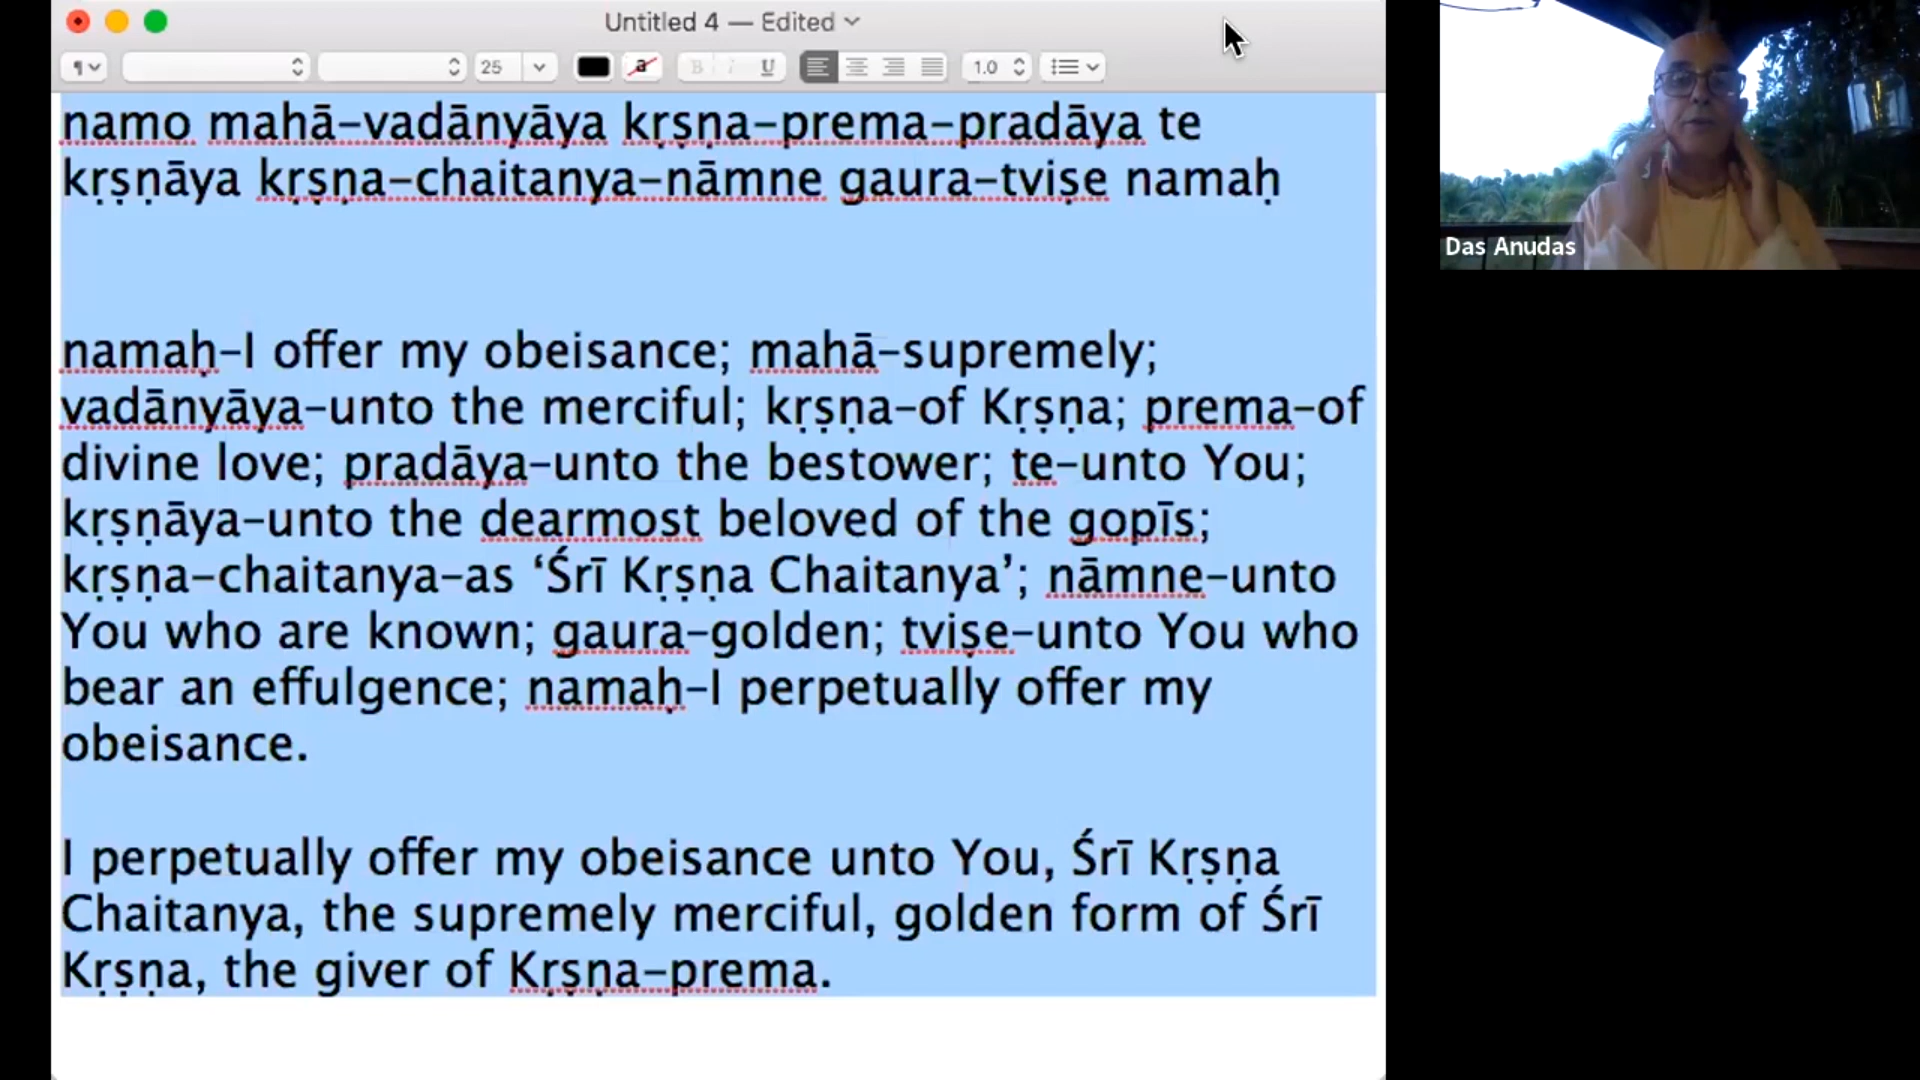 Untitled 4 — Edited
25
a
B I U
1.0
namo mahā–vadānyāya kṛṣṇa–prema–pradāya te
kṛṣṇāya kṛṣṇa–chaitanya–nāmne gaura–tviṣe namaḥ
namaḥ–I offer my obeisance; mahā–supremely;
vadānyāya–unto the merciful; kṛṣṇa–of Kṛṣṇa; prema–of
divine love; pradāya–unto the bestower; te–unto You;
kṛṣṇāya–unto the dearmost beloved of the gopīs;
kṛṣṇa–chaitanya–as ‘Śrī Kṛṣṇa Chaitanya’; nāmne–unto
You who are known; gaura–golden; tviṣe–unto You who
bear an effulgence; namaḥ–I perpetually offer my
obeisance.
I perpetually offer my obeisance unto You, Śrī Kṛṣṇa
Chaitanya, the supremely merciful, golden form of Śrī
Kṛṣṇa, the giver of Kṛṣṇa–prema.
Das Anudas